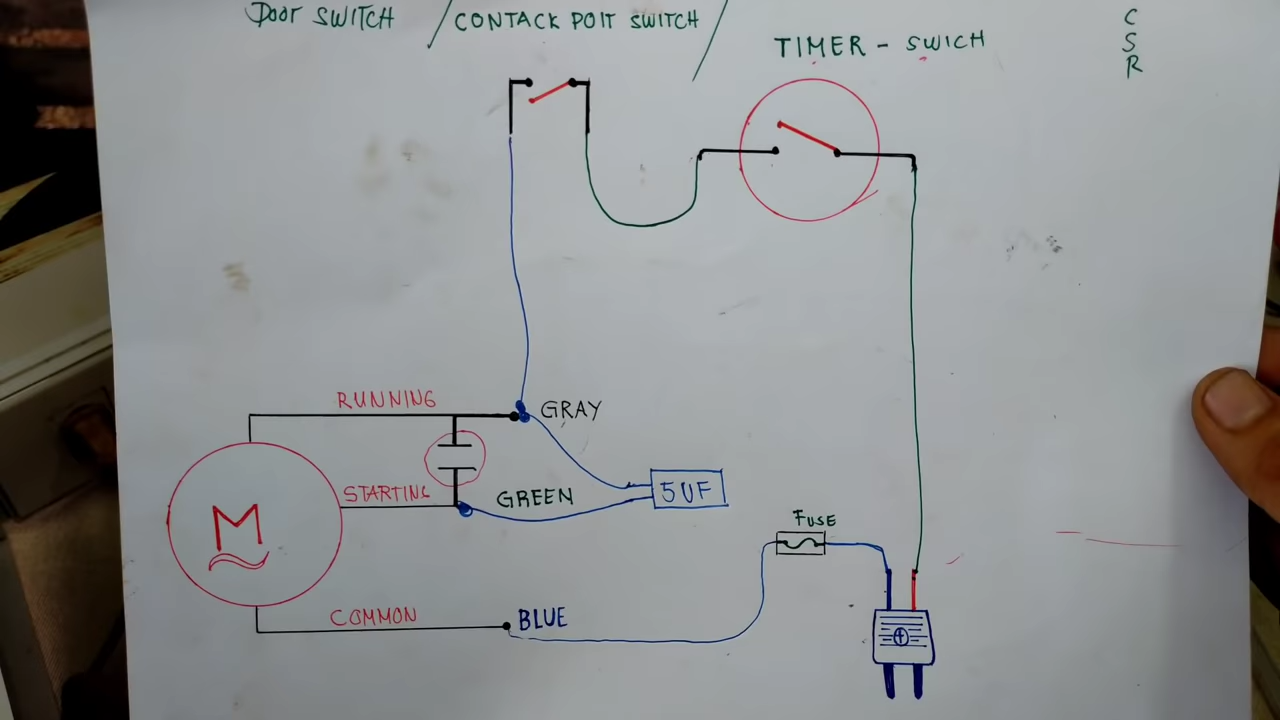 DOOr SWITCH / CONTACK POIT SWITCH /
TIMER - SWICH
C
S
R
RUNNING
GRAY
STARTING
GREEN
5UF
M
FUSE
COMMON
BLUE